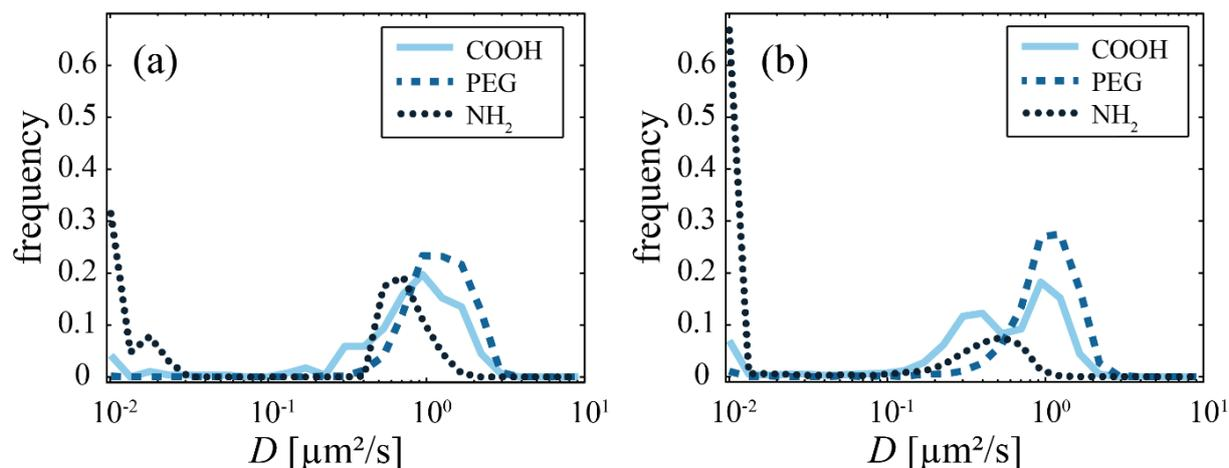 (a)
COOH
PEG
NH₂
frequency
0.6
0.5
0.4
0.3
0.2
0.1
0
10⁻²
10⁻¹
10⁰
10¹
D [µm²/s]
(b)
COOH
PEG
NH₂
frequency
0.6
0.5
0.4
0.3
0.2
0.1
0
10⁻²
10⁻¹
10⁰
10¹
D [µm²/s]